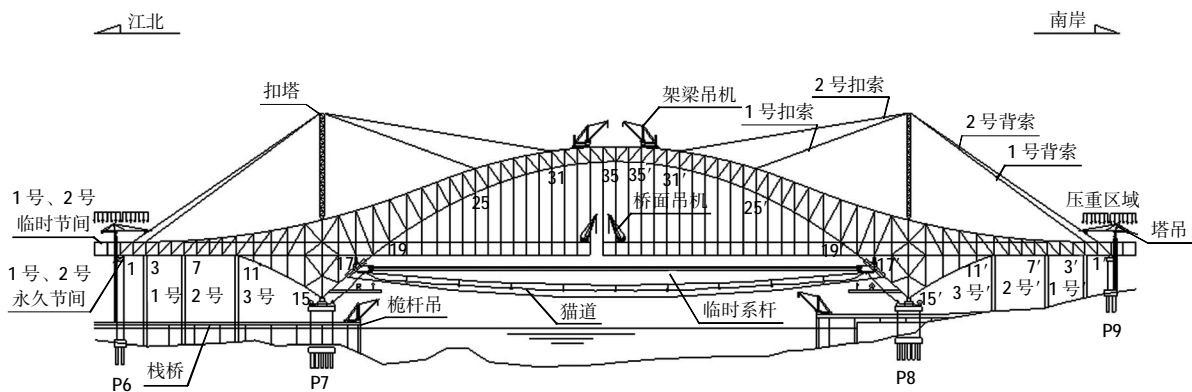 江北
南岸
扣塔
架梁吊机
2 号扣索
1 号扣索
2 号背索
1 号背索
31
35
35′
31′
25
25′
桥面吊机
压重区域
塔吊
1 号、2 号
临时节间
1 号、2 号
永久节间
19
19′
17
17′
1
3
7
11
15
1 号
2 号
3 号
15′
11′
7′
3′
1′
3 号′
2 号′
1 号′
桅杆吊
猫道
临时系杆
栈桥
P6
P7
P8
P9